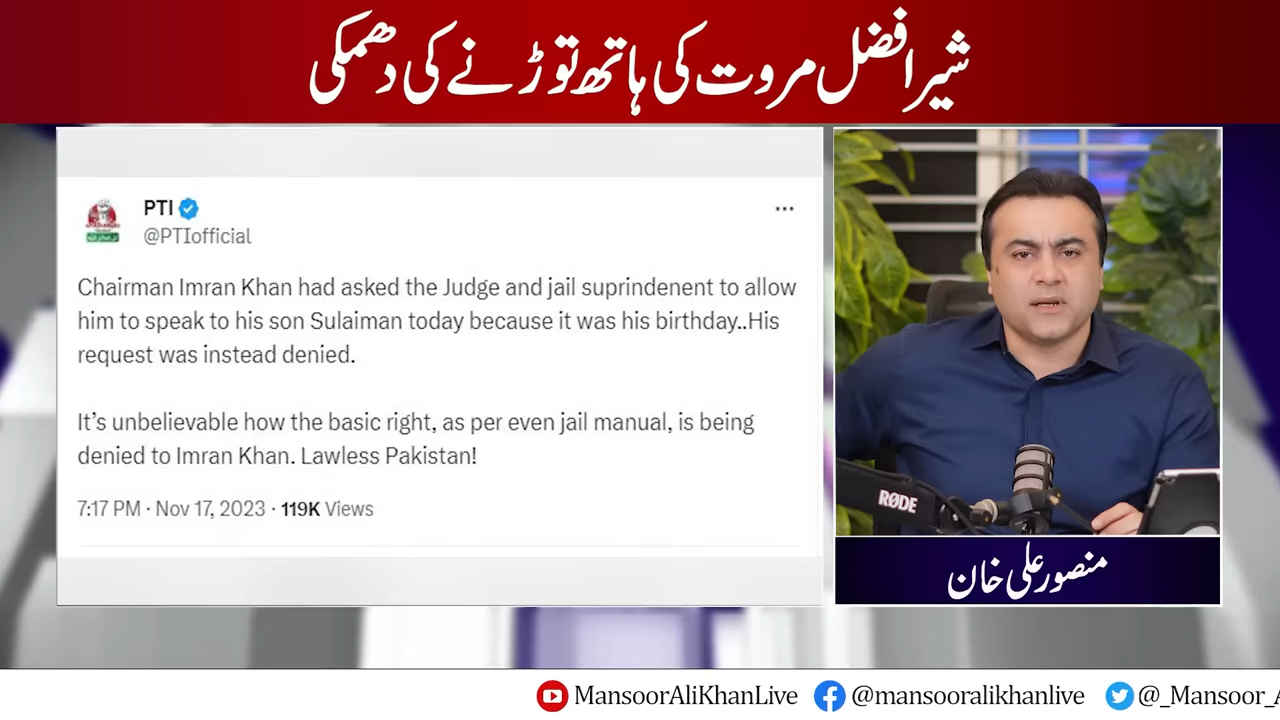 شیر افضل مروت کی ہاتھ توڑنے کی دھمکی
PTI
@PTIofficial
Chairman Imran Khan had asked the Judge and jail suprindenent to allow
him to speak to his son Sulaiman today because it was his birthday..His
request was instead denied.
It's unbelievable how the basic right, as per even jail manual, is being
denied to Imran Khan. Lawless Pakistan!
7:17 PM · Nov 17, 2023 · 119K Views
RØDE
منصور علی خان
MansoorAliKhanLive @mansooralikhanlive @_Mansoor_A